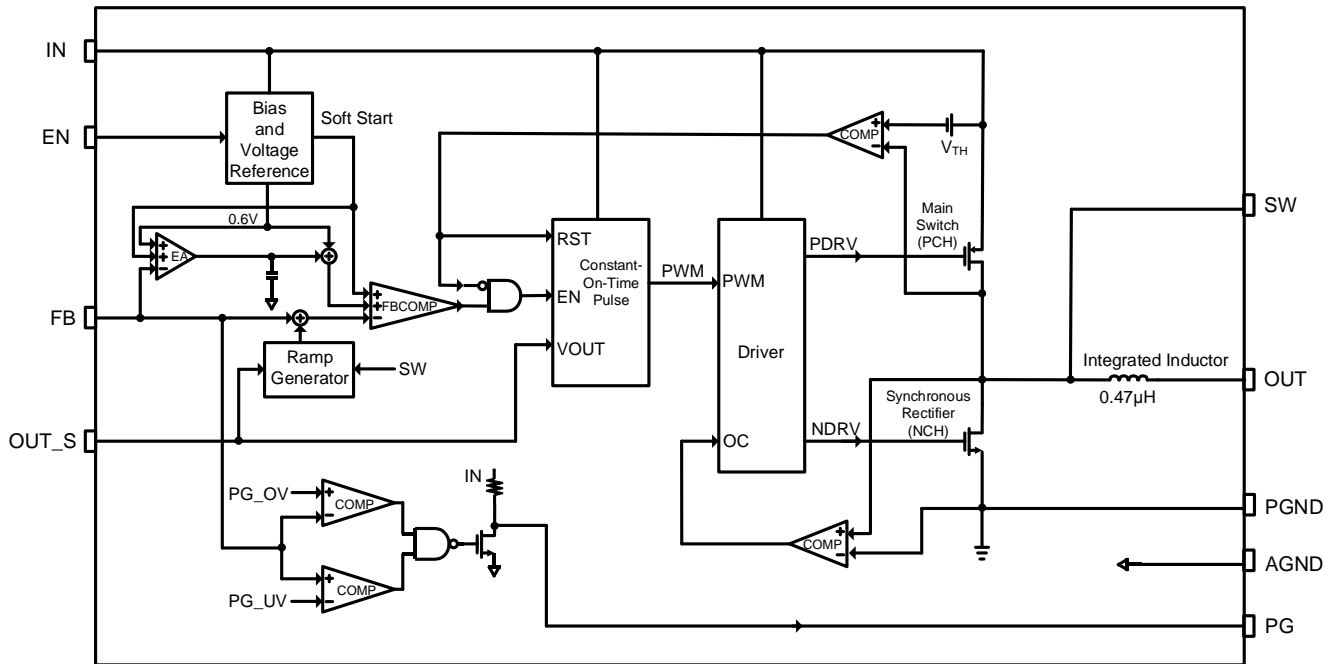 IN
EN
FB
OUT_S
Bias
and
Voltage
Reference
Soft Start
0.6V
+
+
EA
−
+
+
FBCOMP
−
Ramp
Generator
SW
RST
Constant-
On-Time
Pulse
EN
VOUT
PWM
PWM
Driver
OC
PDRV
NDRV
+
COMP
−
VTH
Main
Switch
(PCH)
Synchronous
Rectifier
(NCH)
Integrated Inductor
0.47µH
+
COMP
−
PG_OV
+
COMP
−
+
COMP
−
PG_UV
IN
SW
OUT
PGND
AGND
PG